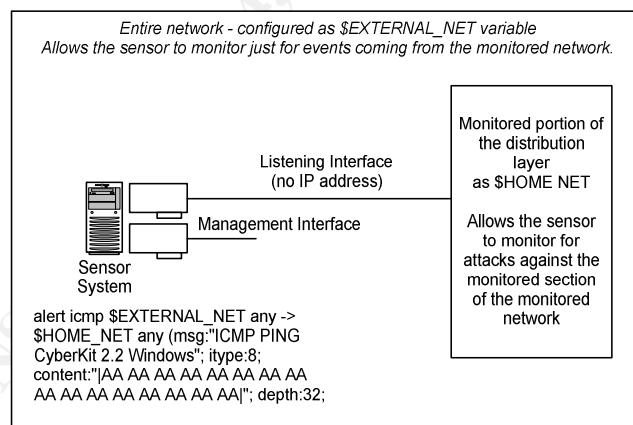 Entire network - configured as $EXTERNAL_NET variable
Allows the sensor to monitor just for events coming from the monitored network.
Listening Interface
(no IP address)
Management Interface
Sensor
System
Monitored portion of
the distribution
layer
as $HOME NET
Allows the sensor
to monitor for
attacks against the
monitored section
of the monitored
network
alert icmp $EXTERNAL_NET any ->
$HOME_NET any (msg:"ICMP PING
CyberKit 2.2 Windows"; itype:8;
content:"|AA AA AA AA AA AA AA AA
AA AA AA AA AA AA AA AA|"; depth:32;